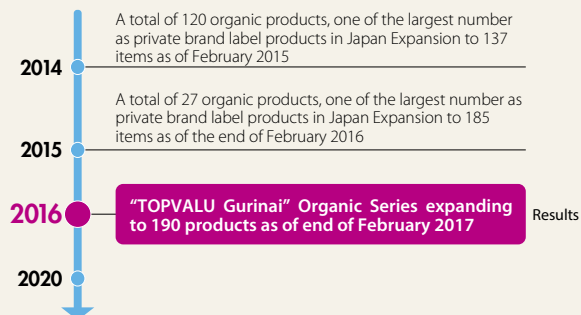 A total of 120 organic products, one of the largest number
as private brand label products in Japan Expansion to 137
items as of February 2015
2014
A total of 27 organic products, one of the largest number as
private brand label products in Japan Expansion to 185
items as of the end of February 2016
2015
2016
“TOPVALU Gurinai” Organic Series expanding
to 190 products as of end of February 2017
Results
2020